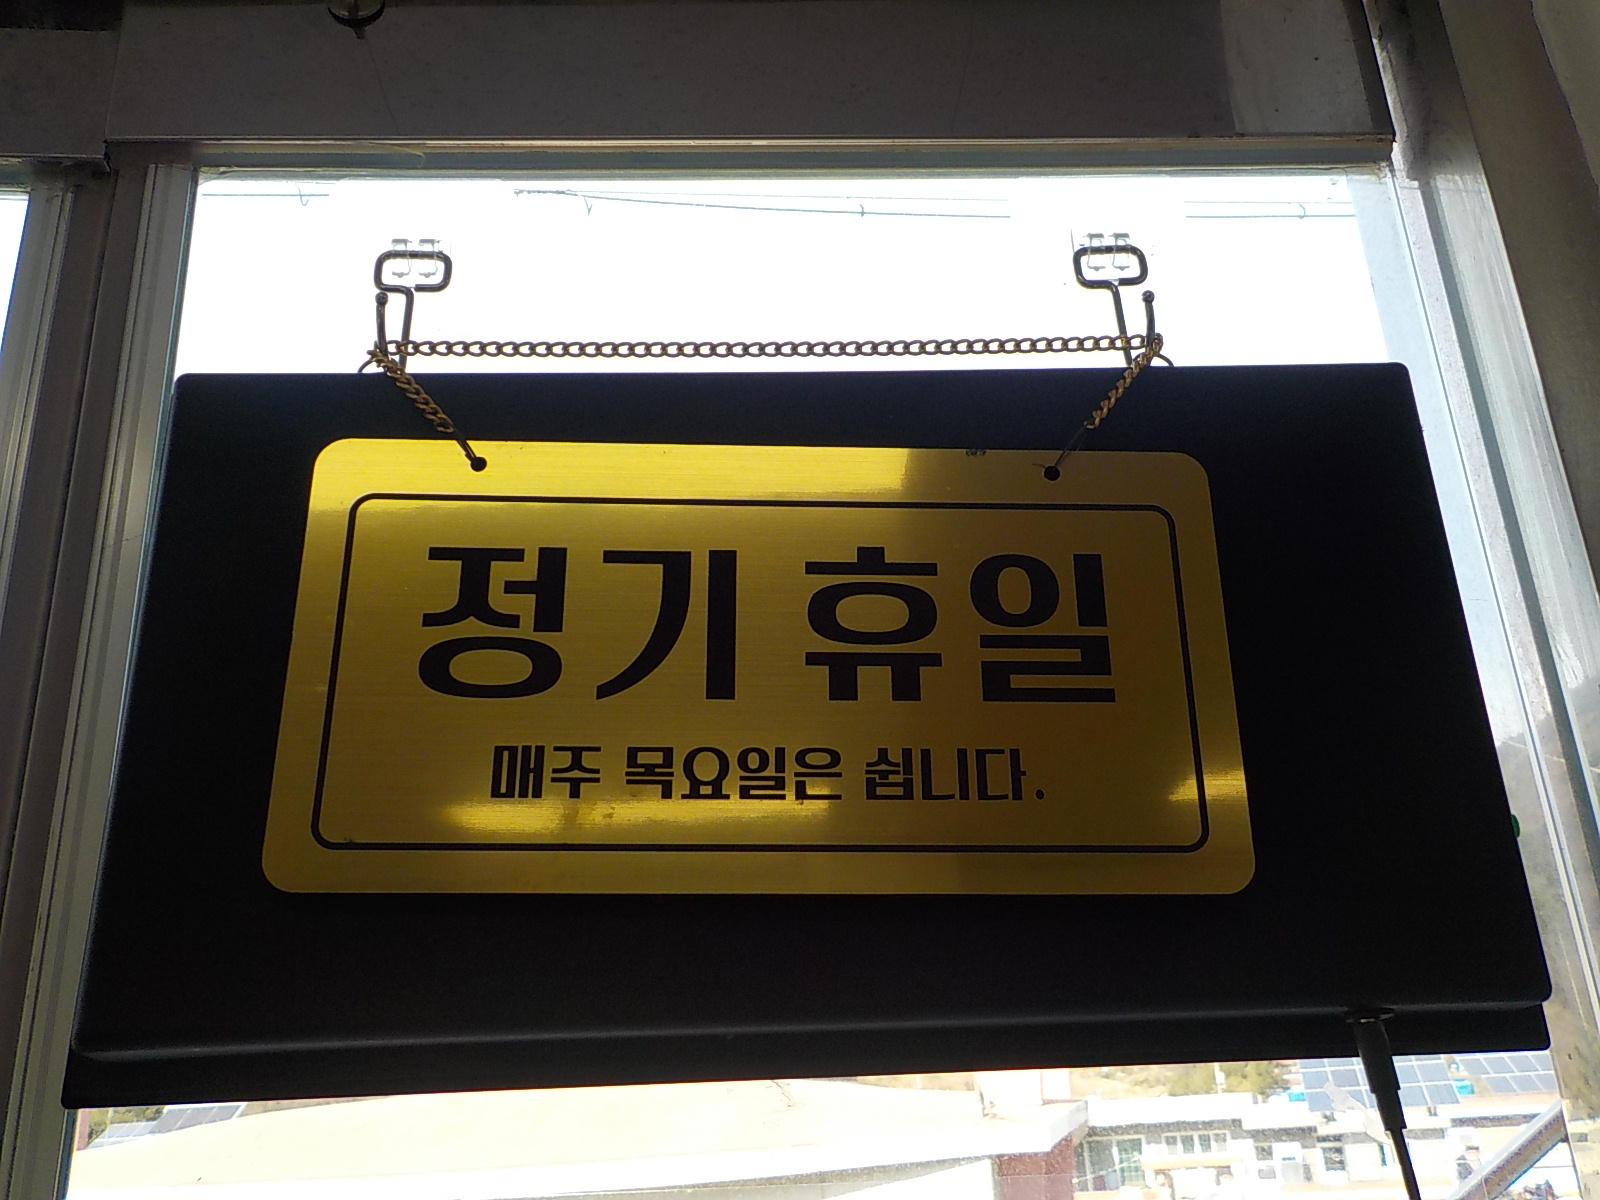 정기 휴일
매주 목요일은 쉽니다.